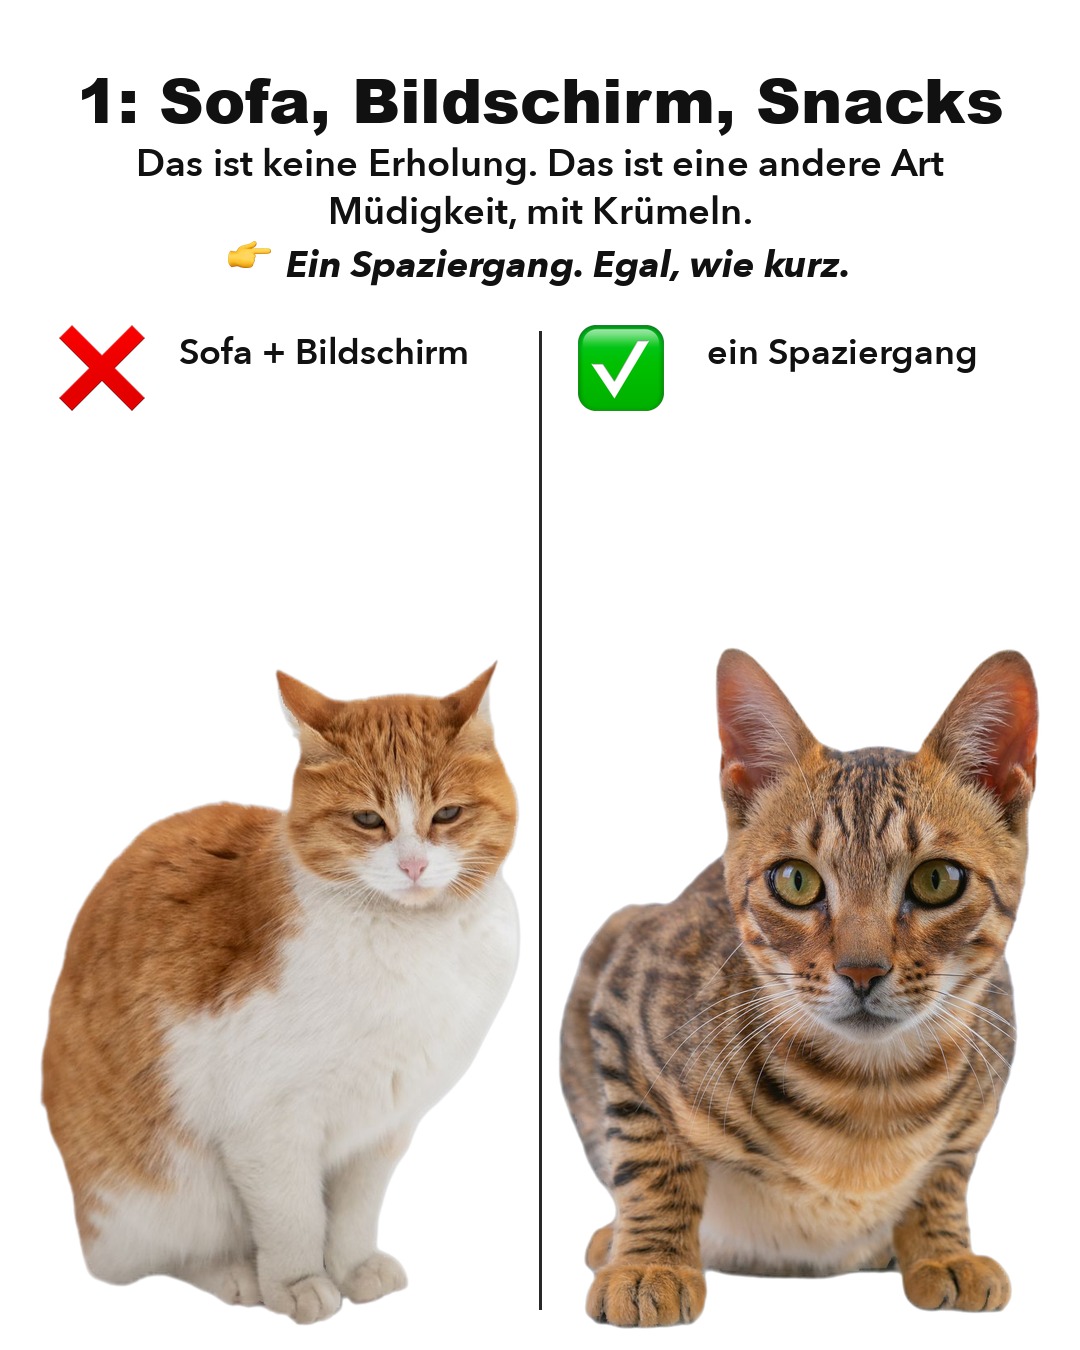 1: Sofa, Bildschirm, Snacks
Das ist keine Erholung. Das ist eine andere Art
Müdigkeit, mit Krümeln.
👉 Ein Spaziergang. Egal, wie kurz.
❌ Sofa + Bildschirm
✅ ein Spaziergang